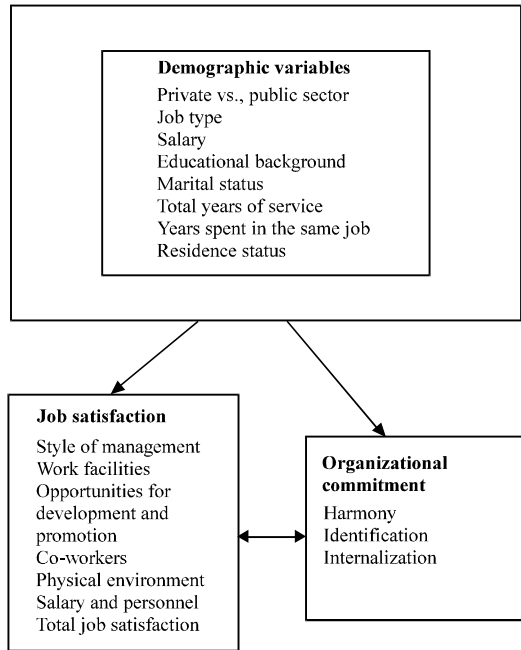 Demographic variables
Private vs., public sector
Job type
Salary
Educational background
Marital status
Total years of service
Years spent in the same job
Residence status
Job satisfaction
Style of management
Work facilities
Opportunities for
development and
promotion
Co-workers
Physical environment
Salary and personnel
Total job satisfaction
Organizational
commitment
Harmony
Identification
Internalization